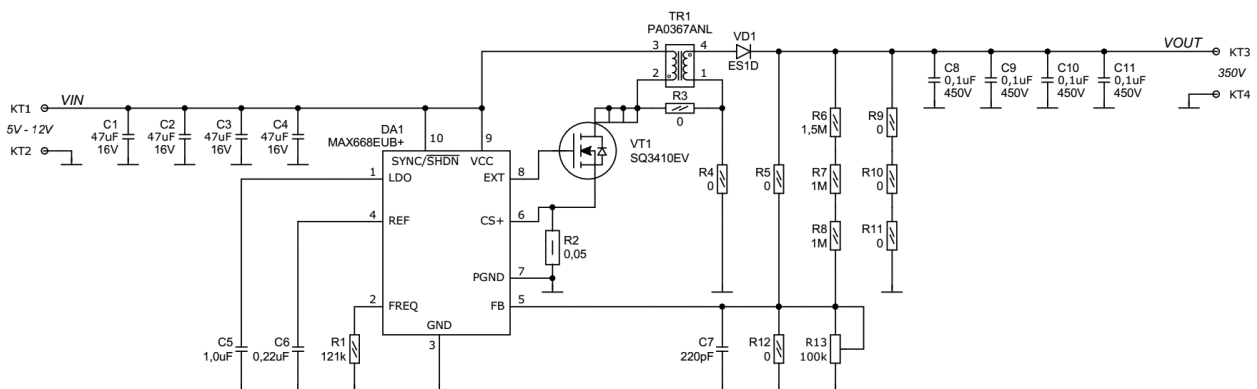 TR1
PA0367ANL
3
4
2
1
VD1
ES1D
VOUT
KT3
350V
KT4
C8
0,1uF
450V
C9
0,1uF
450V
C10
0,1uF
450V
C11
0,1uF
450V
KT1
VIN
5V - 12V
KT2
C1
47uF
16V
C2
47uF
16V
C3
47uF
16V
C4
47uF
16V
R3
0
DA1
MAX668EUB+
10
9
SYNC/SHDN
VCC
VT1
SQ3410EV
R6
1,5M
R9
0
1
LDO
EXT
8
R4
0
R5
0
R7
1M
R10
0
4
REF
CS+
6
R2
0,05
R8
1M
R11
0
PGND
7
2
FREQ
FB
5
GND
3
C5
1,0uF
C6
0,22uF
R1
121k
C7
220pF
R12
0
R13
100k